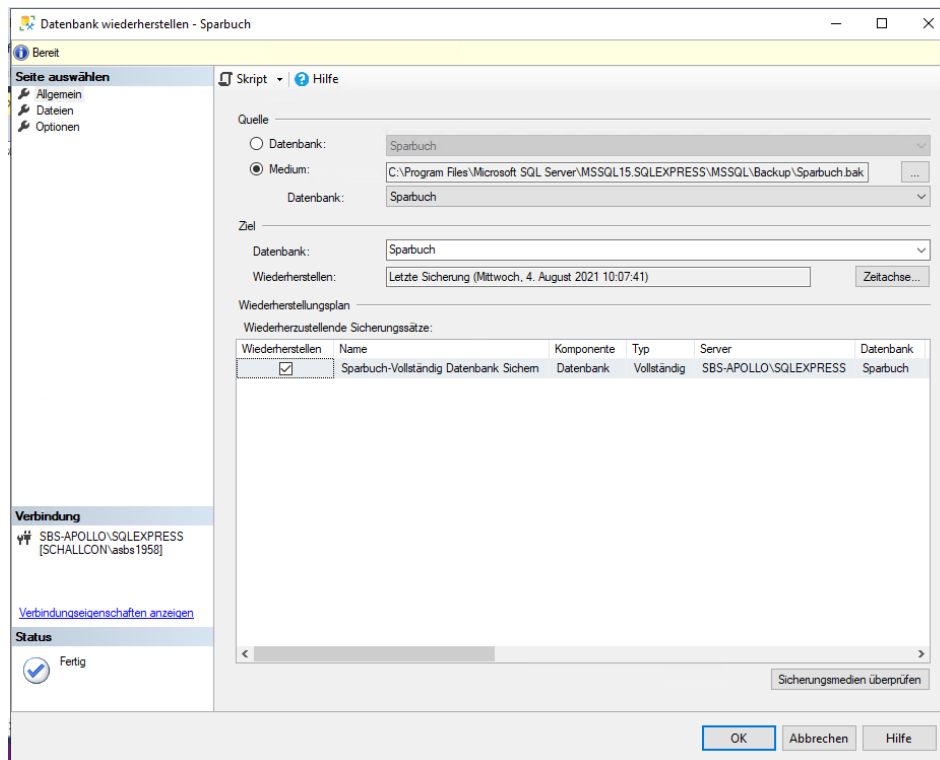 Datenbank wiederherstellen - Sparbuch
Bereit
Seite auswählen
Allgemein
Dateien
Optionen
Skript
Hilfe
Quelle
Datenbank:
Sparbuch
Medium:
C:\Program Files\Microsoft SQL Server\MSSQL15.SQLEXPRESS\MSSQL\Backup\Sparbuch.bak
...
Datenbank:
Sparbuch
Ziel
Datenbank:
Sparbuch
Wiederherstellen:
Letzte Sicherung (Mittwoch, 4. August 2021 10:07:41)
Zeitachse...
Wiederherstellungsplan
Wiederherzustellende Sicherungssätze:
Wiederherstellen Name Komponente Typ Server Datenbank
Sparbuch-Vollständig Datenbank Sichern Datenbank Vollständig SBS-APOLLO\SQLEXPRESS Sparbuch
Verbindung
SBS-APOLLO\SQLEXPRESS
[SCHALLCON\asbs1958]
Verbindungseigenschaften anzeigen
Status
Fertig
Sicherungsmedien überprüfen
OK
Abbrechen
Hilfe